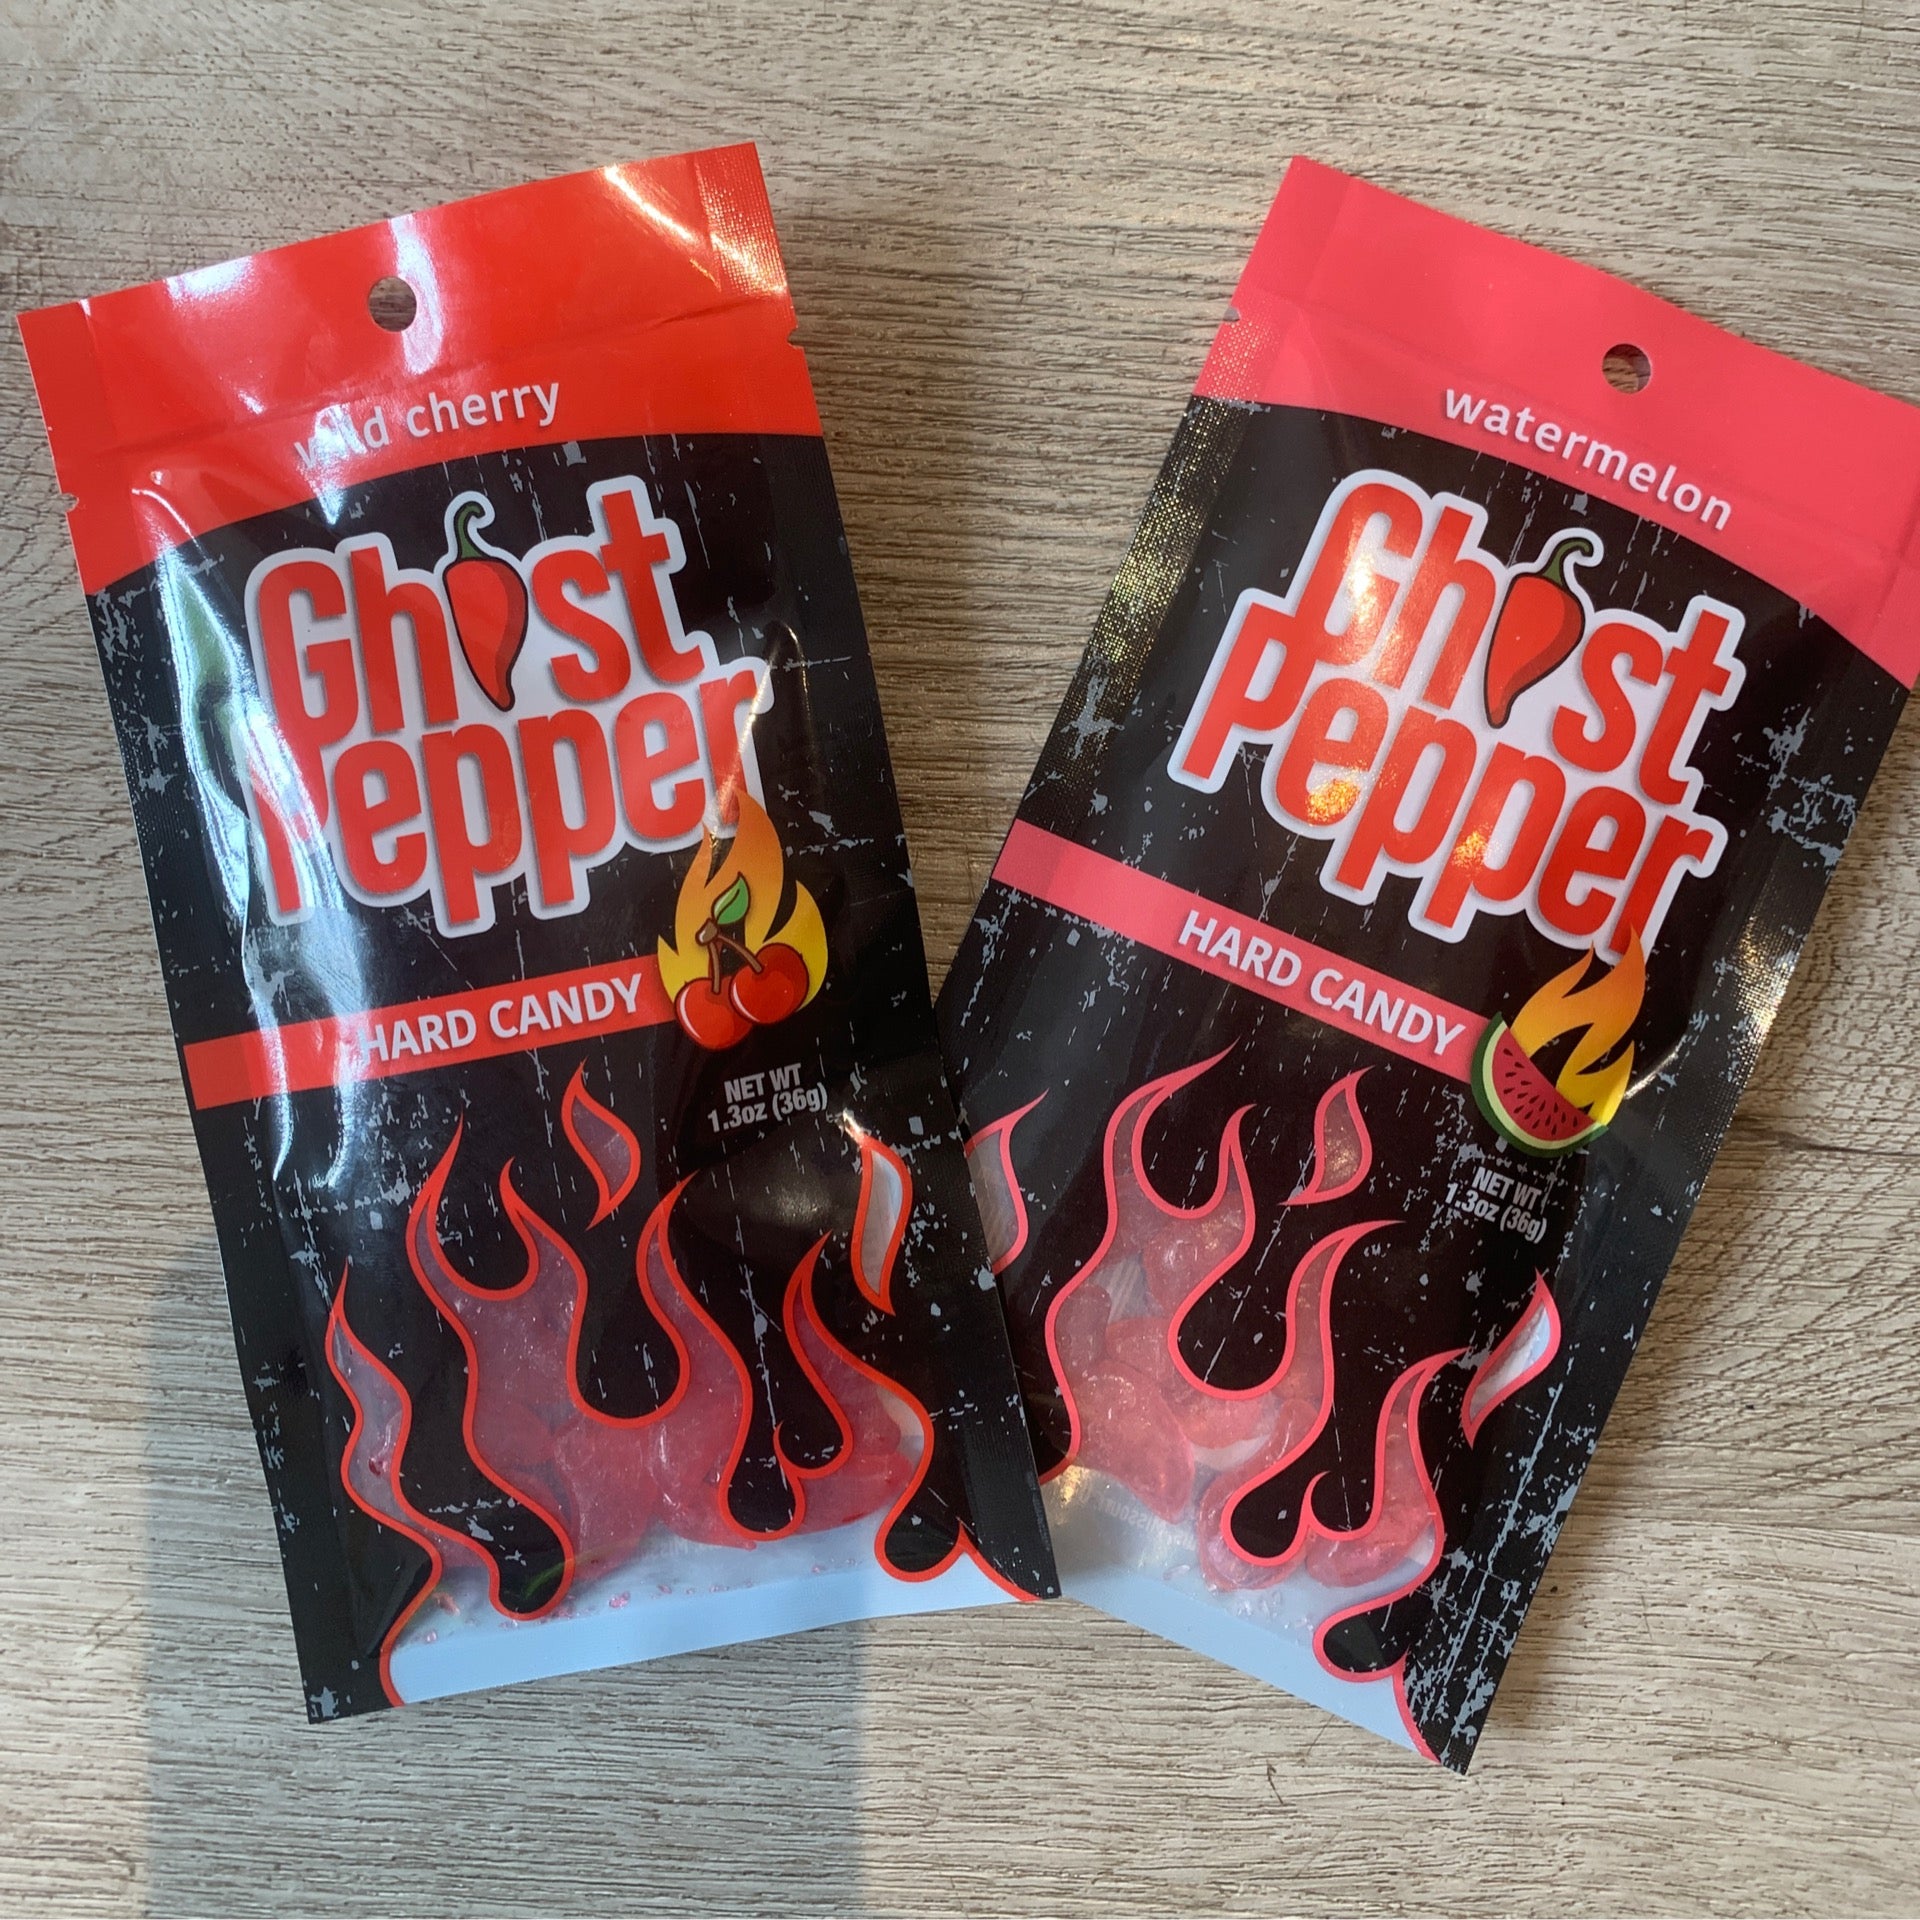 wild cherry
Ghost
Pepper
HARD CANDY
NET WT
1.3oz (36g)
watermelon
Ghost
Pepper
HARD CANDY
NET WT
1.3oz (36g)